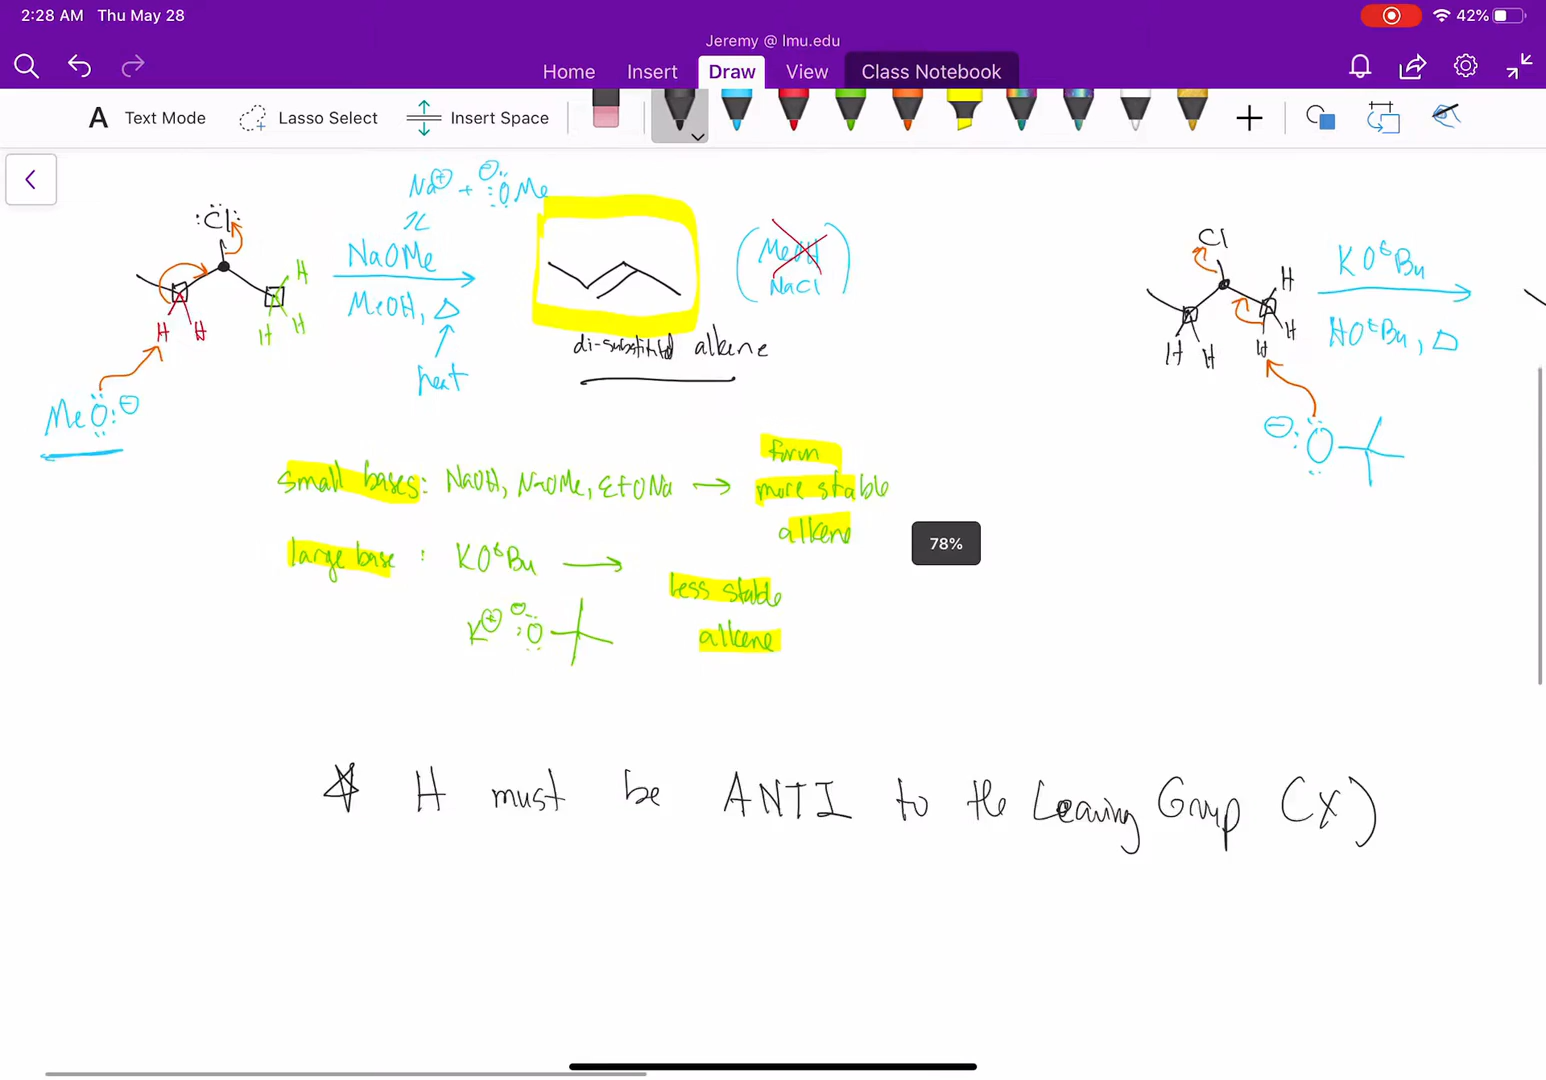 2:28 AM Thu May 28
42%
Jeremy @ lmu.edu
Home Insert Draw View Class Notebook
A Text Mode Lasso Select Insert Space
Na⊕ + ⊖:ÖMe
:Cl:
NaOMe
MeOH, Δ
heat
H
H
H
H H
MeO:⊖
(MeOH
NaCl)
di-substituted alkene
Cl
H
H
H
H H
KOᵗBu
HOᵗBu, Δ
⊖:O
small bases: NaOH, NaOMe, EtONa → form
more stable
alkene
large base : KOᵗBu → less stable
alkene
K⊕ ⊖:O
78%
☆ H must be ANTI to the Leaving Group (X)